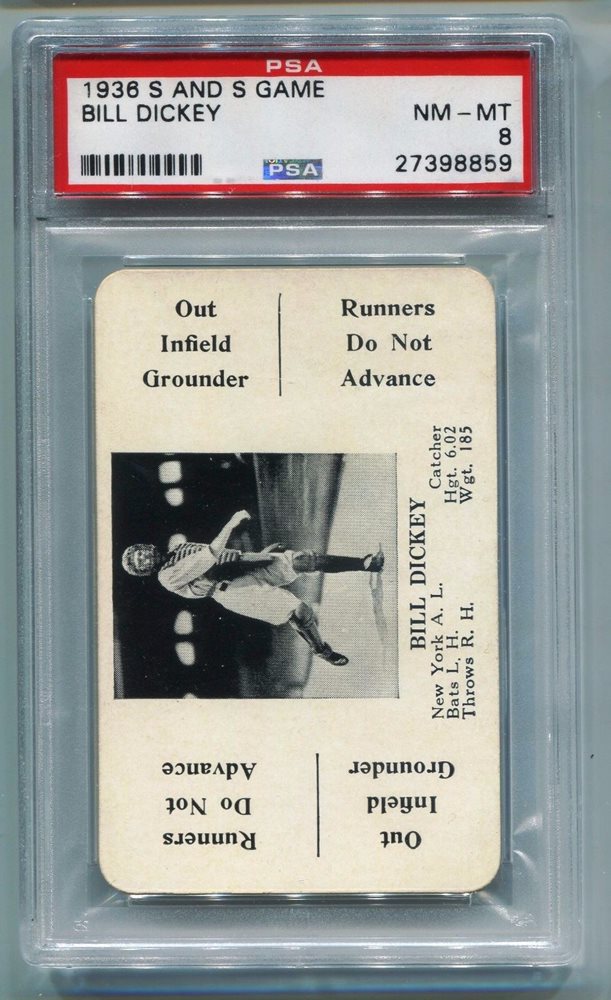 PSA
1936 S AND S GAME
BILL DICKEY
NM - MT
8
PSA
27398859
Out
Infield
Grounder
Runners
Do Not
Advance
BILL DICKEY
New York A. L. Catcher
Bats L. H. Hgt. 6.02
Throws R. H. Wgt. 185
Out
Infield
Grounder
Runners
Do Not
Advance